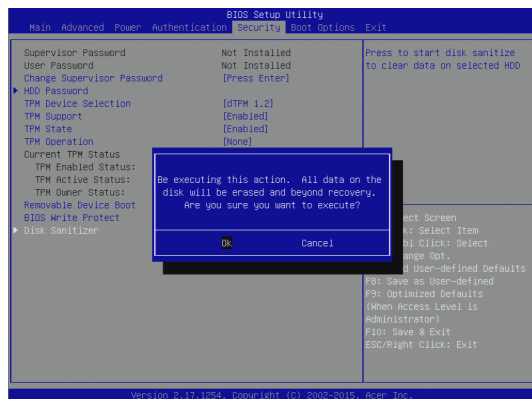 BIOS Setup Utility
Main Advanced Power Authentication Security Boot Options Exit
Supervisor Password Not Installed
User Password Not Installed
Change Supervisor Password [Press Enter]
HDD Password
TPM Device Selection [dTPM 1.2]
TPM Support [Enabled]
TPM State [Enabled]
TPM Operation [None]
Current TPM Status
TPM Enabled Status:
TPM Active Status:
TPM Owner Status:
Removable Device Boot
BIOS Write Protect
Disk Sanitizer
Press to start disk sanitize
to clear data on selected HDD
Be executing this action. All data on the
disk will be erased and beyond recovery.
Are you sure you want to execute?
Ok Cancel
Screen
: Select Item
Click: Select
Opt.
User-defined Defaults
F8: Save as User-defined
F9: Optimized Defaults
(When Access Level is
Administrator)
F10: Save & Exit
ESC/Right Click: Exit
Version 2.17.1254. Copyright (C) 2002-2015, Acer Inc.